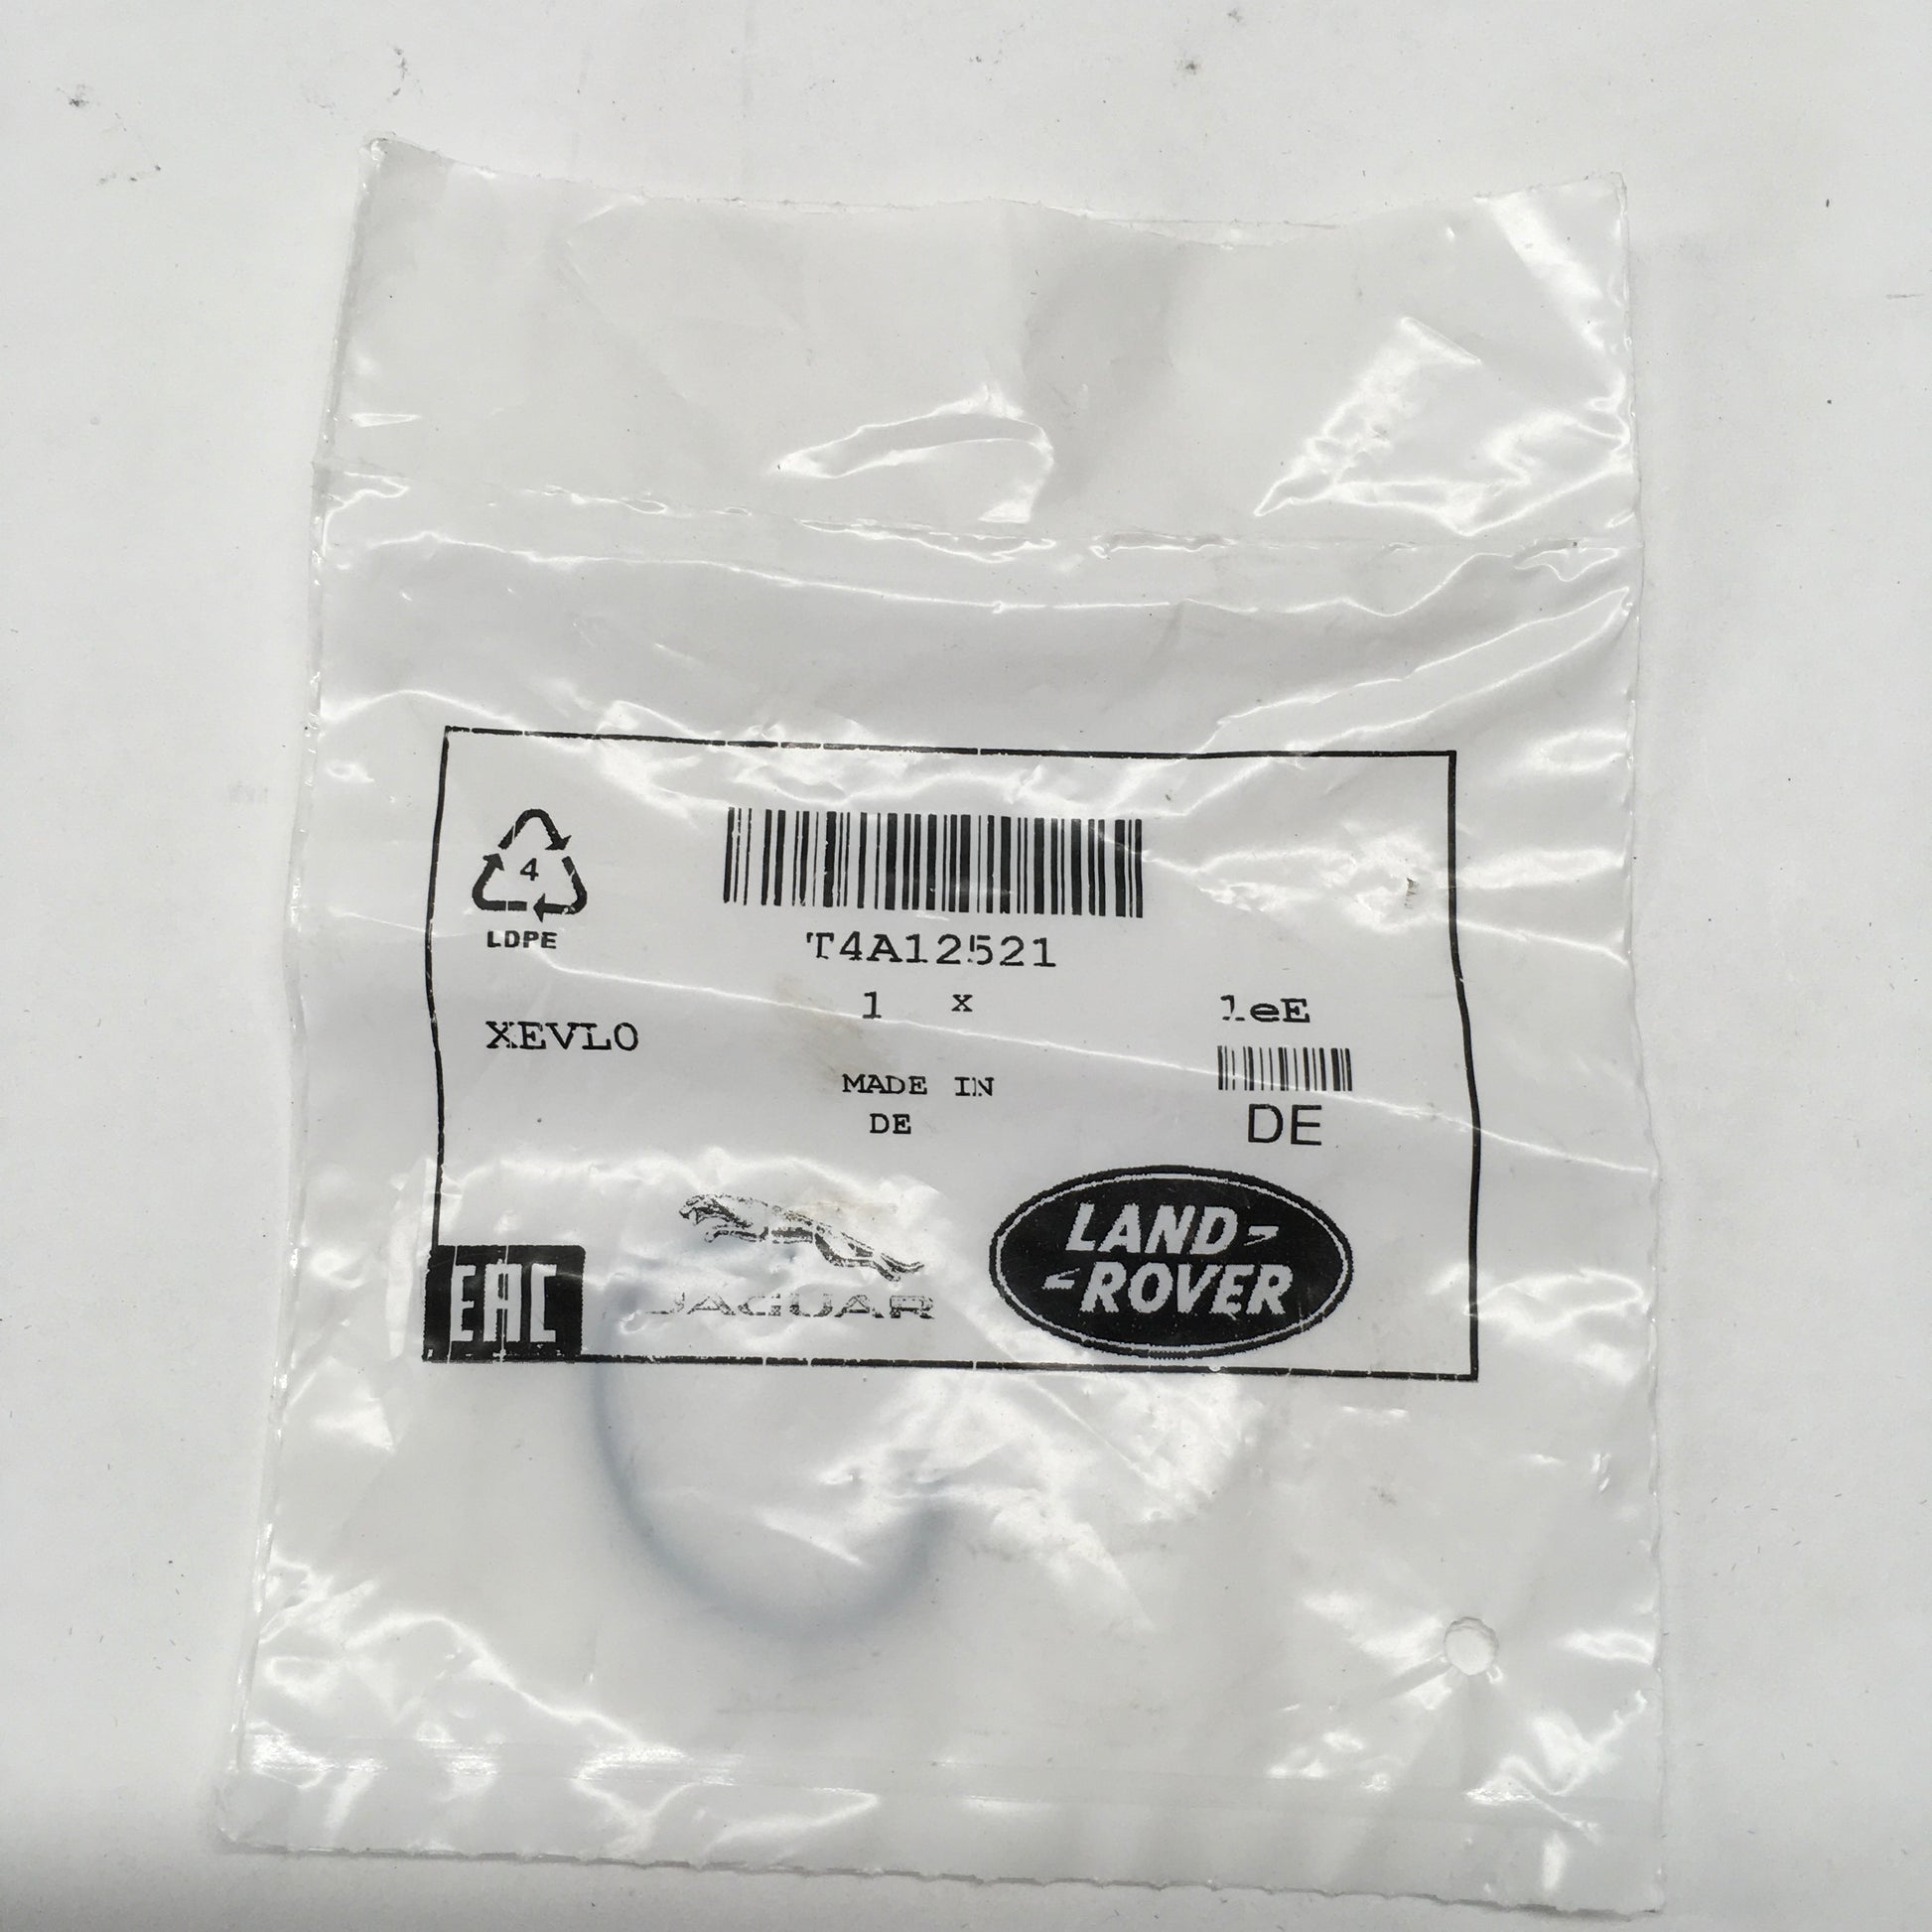 4
LDPE
T4A12521
1 x
1eE
XEVL0
MADE IN
DE
DE
EAC
JAGUAR
LAND-
-ROVER